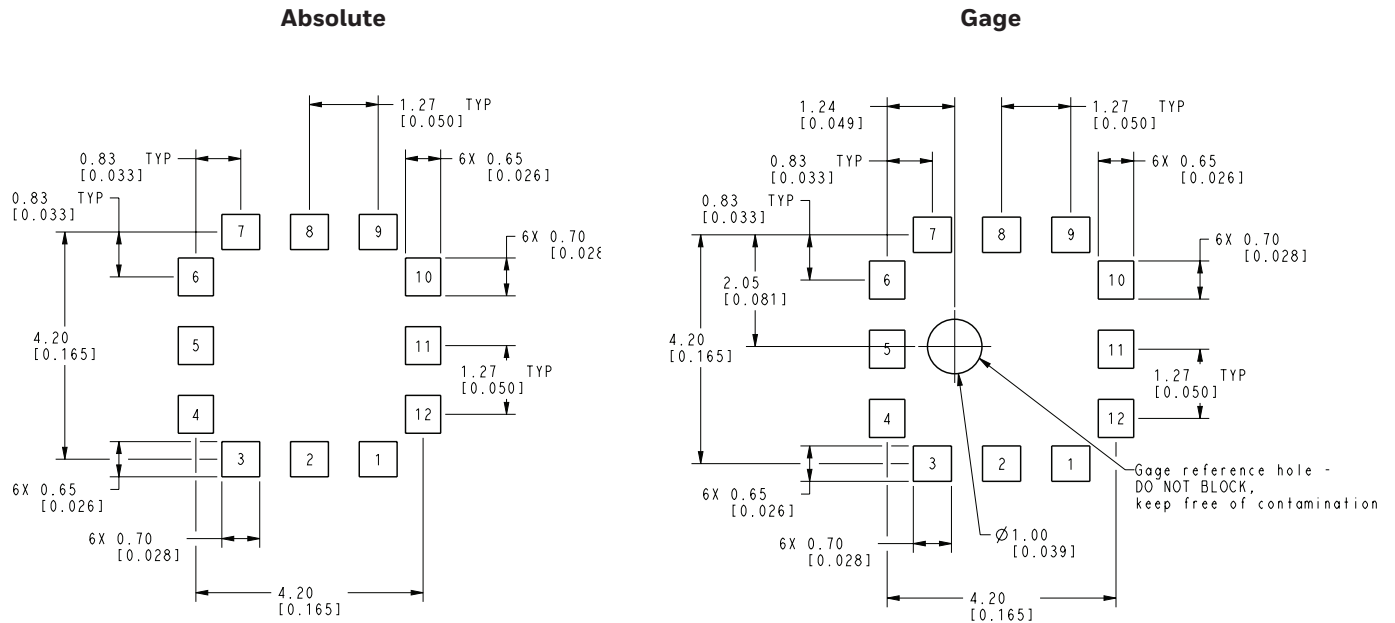 Absolute
1.27 TYP
[0.050]
0.83 TYP
[0.033]
6X 0.65
[0.026]
0.83 TYP
[0.033]
7
8
9
6X 0.70
[0.028
6
10
4.20
[0.165]
5
11
1.27 TYP
[0.050]
4
12
3
2
1
6X 0.65
[0.026]
6X 0.70
[0.028]
4.20
[0.165]
Gage
1.24
[0.049]
1.27 TYP
[0.050]
0.83 TYP
[0.033]
6X 0.65
[0.026]
0.83 TYP
[0.033]
7
8
9
6X 0.70
[0.028]
6
10
2.05
[0.081]
4.20
[0.165]
5
11
1.27 TYP
[0.050]
4
12
3
2
1
Gage reference hole -
DO NOT BLOCK,
keep free of contamination
6X 0.65
[0.026]
Ø1.00
[0.039]
6X 0.70
[0.028]
4.20
[0.165]